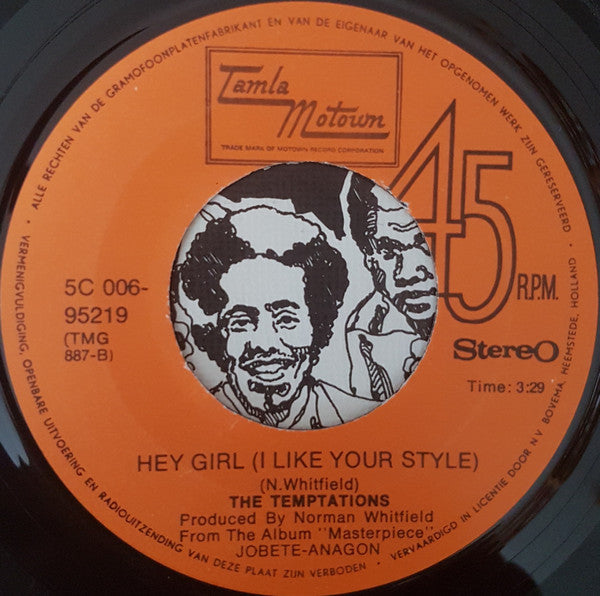 ALLE RECHTEN VAN DE GRAMOFOONPLATENFABRIKANT EN VAN DE EIGENAAR VAN HET OPGENOMEN WERK ZIJN GERESERVEERD
VERMENIGVULDIGING, OPENBARE UITVOERING EN RADIOUITZENDING VAN DEZE PLAAT ZIJN VERBODEN
VERVAARDIGD IN LICENTIE DOOR N.V. BOVEMA HEEMSTEDE, HOLLAND
Tamla
Motown
TRADE MARK OF MOTOWN RECORD CORPORATION
45
R.P.M.
5C 006-
95219
(TMG
887-B)
Stereo
Time: 3:29
HEY GIRL (I LIKE YOUR STYLE)
(N.Whitfield)
THE TEMPTATIONS
Produced By Norman Whitfield
From The Album "Masterpiece"
JOBETE-ANAGON